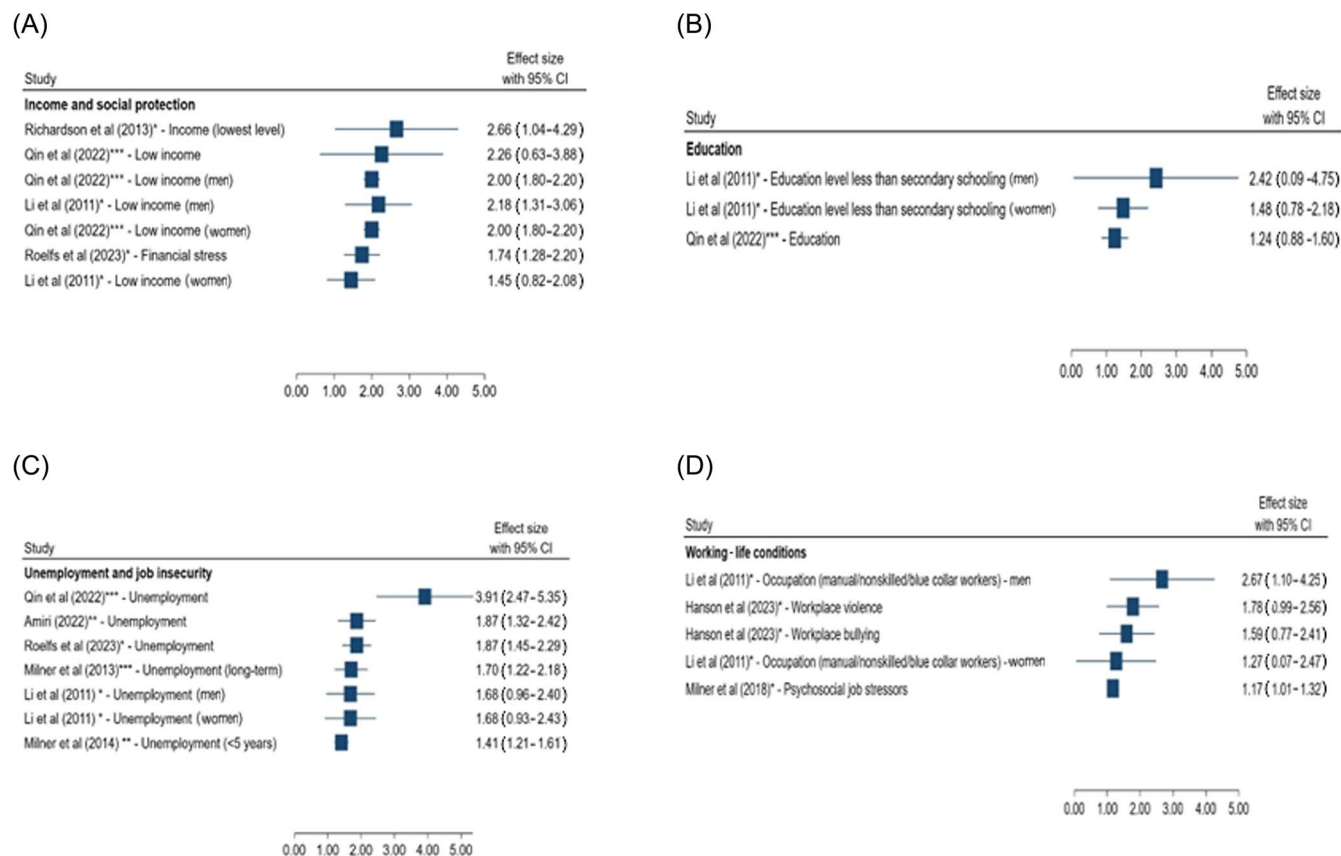 (A)
Effect size
Study with 95% CI
Income and social protection
Richardson et al (2013)* - Income (lowest level) 2.66 (1.04-4.29)
Qin et al (2022)*** - Low income 2.26 (0.63-3.88)
Qin et al (2022)*** - Low income (men) 2.00 (1.80-2.20)
Li et al (2011)* - Low income (men) 2.18 (1.31-3.06)
Qin et al (2022)*** - Low income (women) 2.00 (1.80-2.20)
Roelfs et al (2023)* - Financial stress 1.74 (1.28-2.20)
Li et al (2011)* - Low income (women) 1.45 (0.82-2.08)
0.00 1.00 2.00 3.00 4.00 5.00
(B)
Effect size
Study with 95% CI
Education
Li et al (2011)* - Education level less than secondary schooling (men) 2.42 (0.09-4.75)
Li et al (2011)* - Education level less than secondary schooling (women) 1.48 (0.78-2.18)
Qin et al (2022)*** - Education 1.24 (0.88-1.60)
0.00 1.00 2.00 3.00 4.00 5.00
(C)
Effect size
Study with 95% CI
Unemployment and job insecurity
Qin et al (2022)*** - Unemployment 3.91 (2.47-5.35)
Amiri (2022)** - Unemployment 1.87 (1.32-2.42)
Roelfs et al (2023)* - Unemployment 1.87 (1.45-2.29)
Milner et al (2013)*** - Unemployment (long-term) 1.70 (1.22-2.18)
Li et al (2011) * - Unemployment (men) 1.68 (0.96-2.40)
Li et al (2011) * - Unemployment (women) 1.68 (0.93-2.43)
Milner et al (2014) ** - Unemployment (<5 years) 1.41 (1.21-1.61)
0.00 1.00 2.00 3.00 4.00 5.00
(D)
Effect size
Study with 95% CI
Working - life conditions
Li et al (2011)* - Occupation (manual/nonskilled/blue collar workers) - men 2.67 (1.10-4.25)
Hanson et al (2023)* - Workplace violence 1.78 (0.99-2.56)
Hanson et al (2023)* - Workplace bullying 1.59 (0.77-2.41)
Li et al (2011)* - Occupation (manual/nonskilled/blue collar workers) - women 1.27 (0.07-2.47)
Milner et al (2018)* - Psychosocial job stressors 1.17 (1.01-1.32)
0.00 1.00 2.00 3.00 4.00 5.00